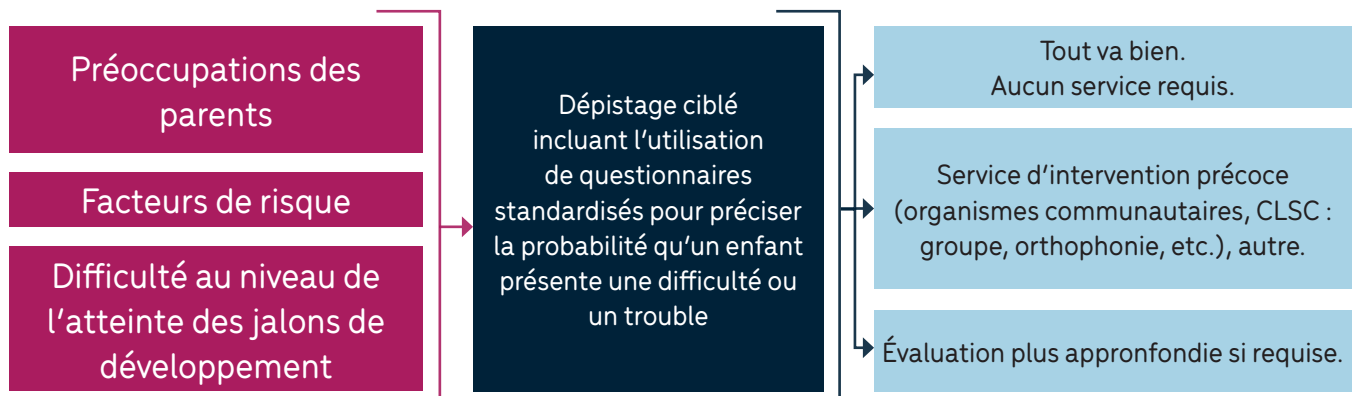 Préoccupations des
parents
Facteurs de risque
Difficulté au niveau de
l'atteinte des jalons de
développement
Dépistage ciblé
incluant l'utilisation
de questionnaires
standardisés pour préciser
la probabilité qu'un enfant
présente une difficulté ou
un trouble
Tout va bien.
Aucun service requis.
Service d'intervention précoce
(organismes communautaires, CLSC :
groupe, orthophonie, etc.), autre.
Évaluation plus appronfondie si requise.